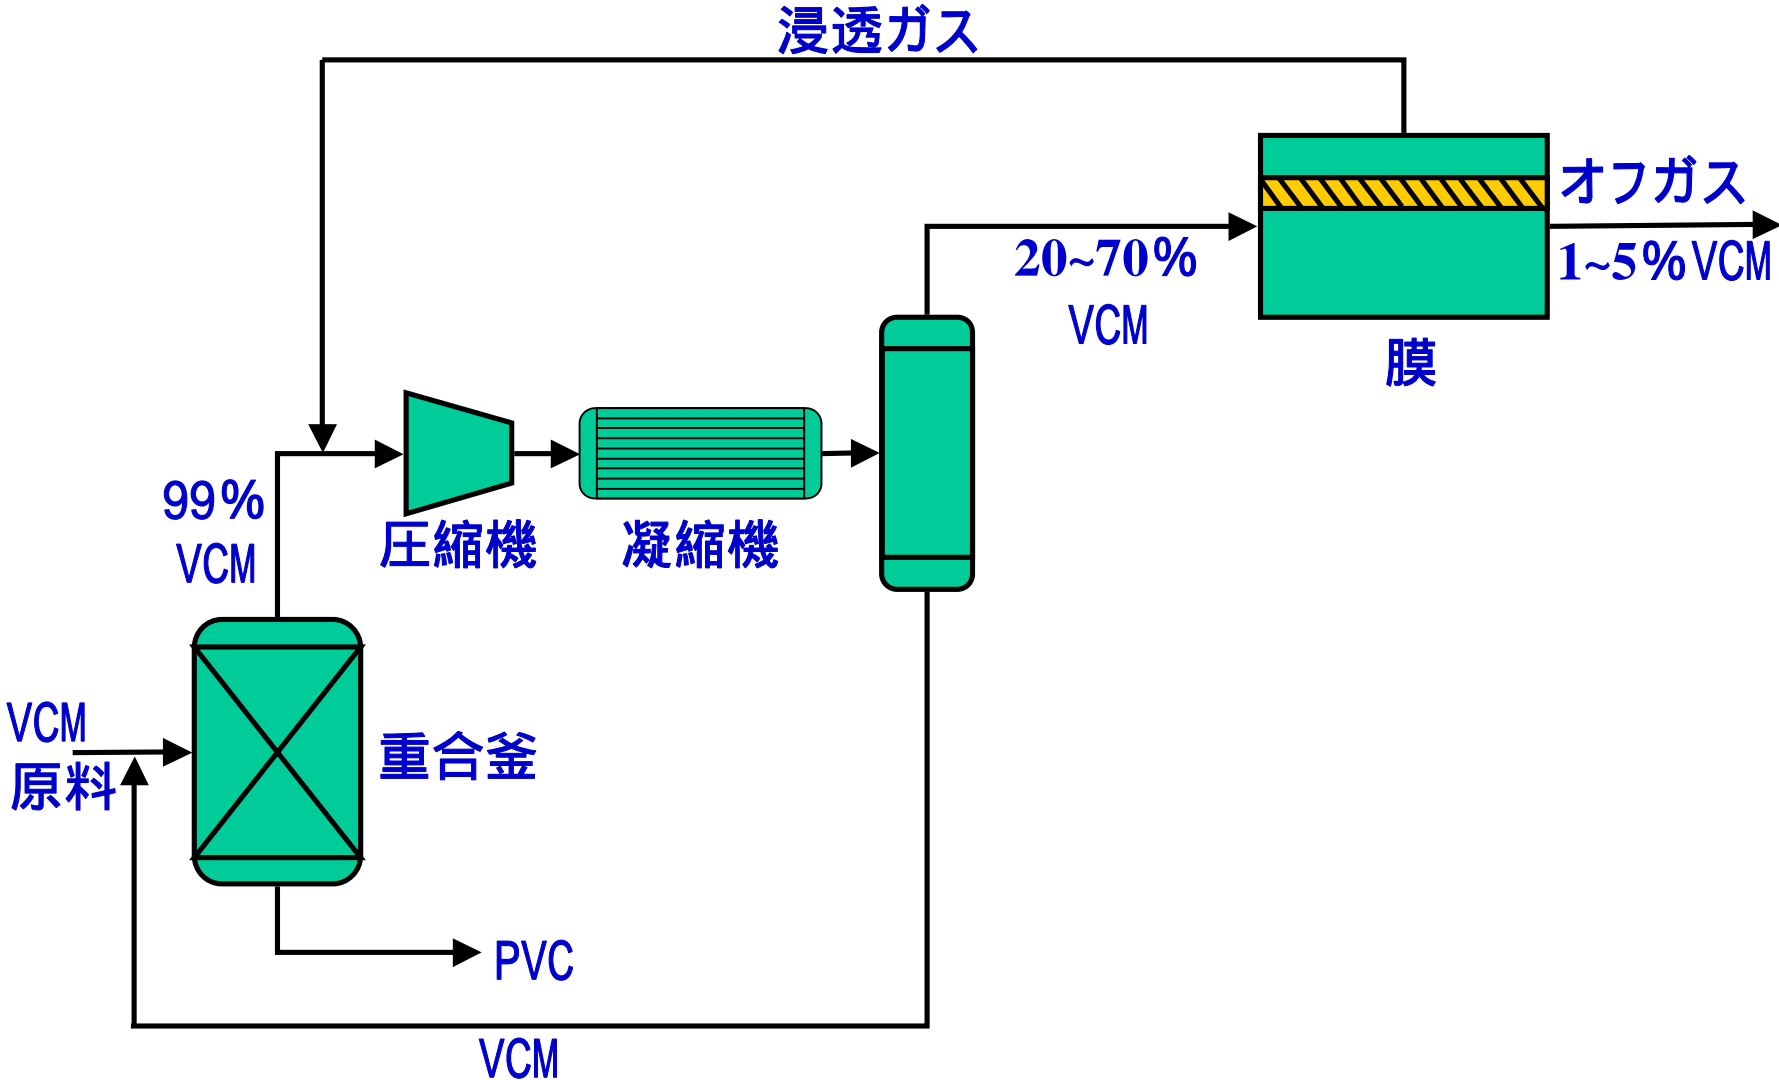 浸透ガス
オフガス
20~70%
VCM
1~5%VCM
膜
99%
VCM
圧縮機
凝縮機
VCM
原料
重合釜
PVC
VCM